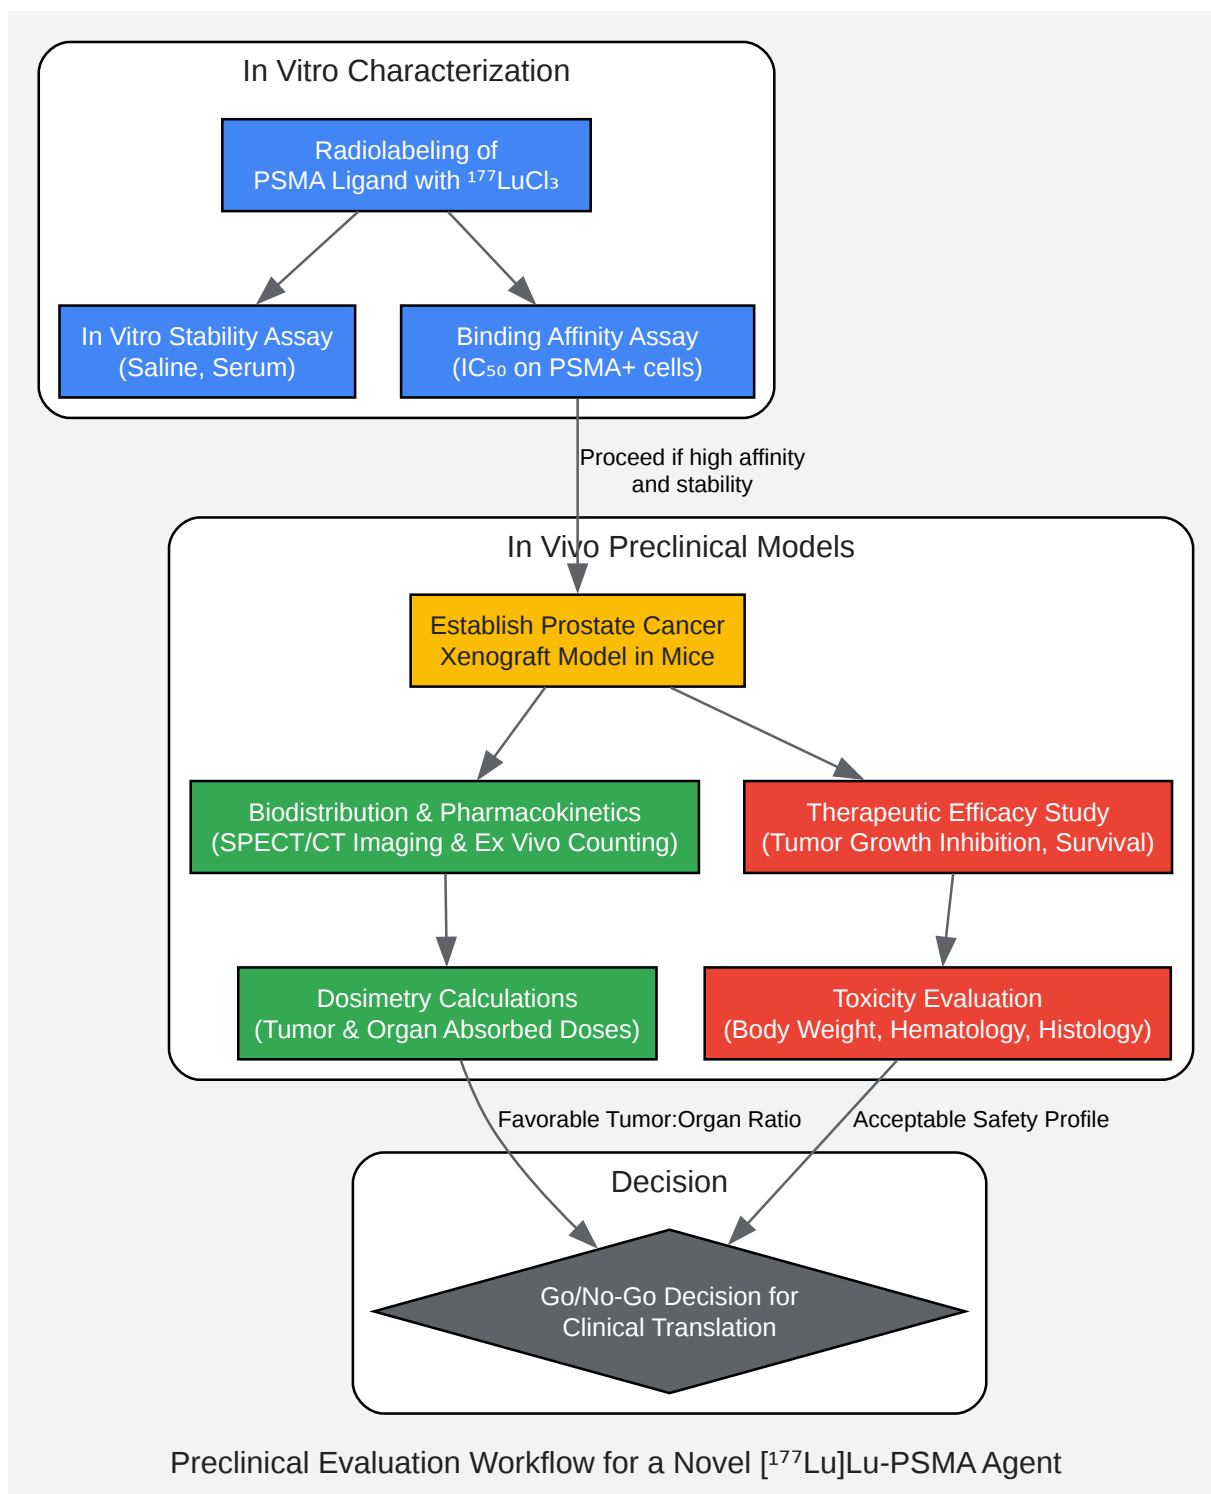 In Vitro Characterization
Radiolabeling of
PSMA Ligand with ¹⁷⁷LuCl₃
In Vitro Stability Assay
(Saline, Serum)
Binding Affinity Assay
(IC₅₀ on PSMA+ cells)
Proceed if high affinity
and stability
In Vivo Preclinical Models
Establish Prostate Cancer
Xenograft Model in Mice
Biodistribution & Pharmacokinetics
(SPECT/CT Imaging & Ex Vivo Counting)
Therapeutic Efficacy Study
(Tumor Growth Inhibition, Survival)
Dosimetry Calculations
(Tumor & Organ Absorbed Doses)
Toxicity Evaluation
(Body Weight, Hematology, Histology)
Favorable Tumor:Organ Ratio
Acceptable Safety Profile
Decision
Go/No-Go Decision for
Clinical Translation
Preclinical Evaluation Workflow for a Novel [¹⁷⁷Lu]Lu-PSMA Agent